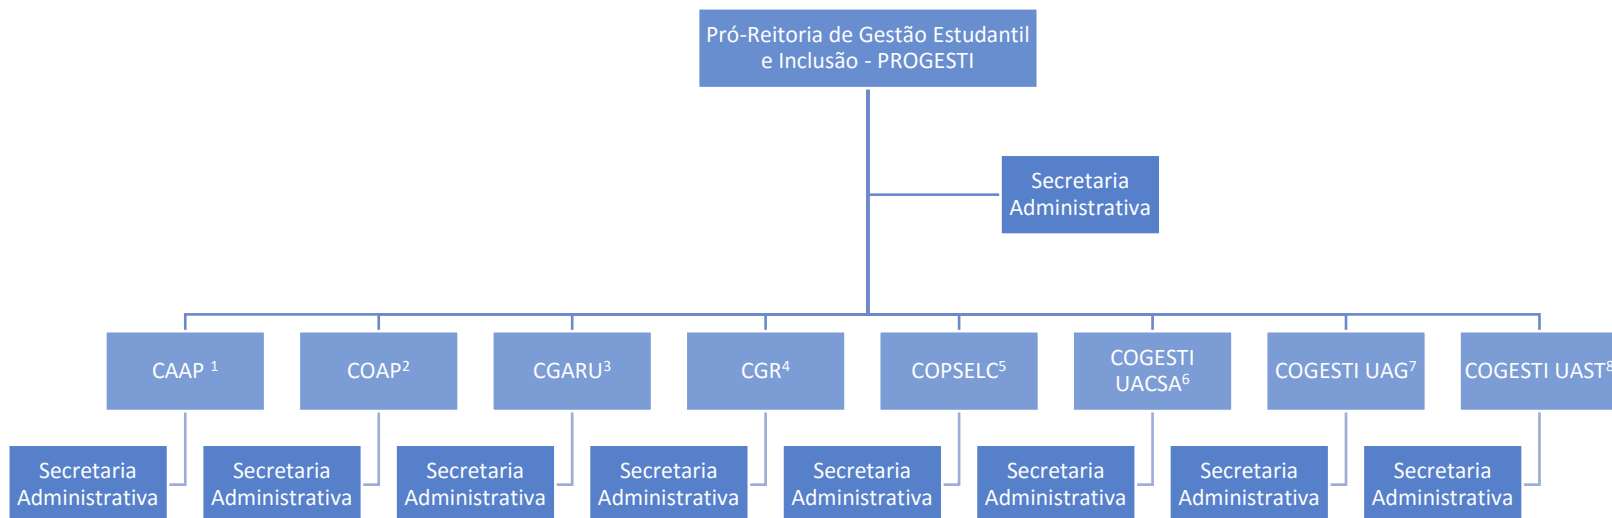 Pró-Reitoria de Gestão Estudantil
e Inclusão - PROGESTI
Secretaria
Administrativa
CAAP ¹
COAP²
CGARU³
CGR⁴
COPSELC⁵
COGESTI
UACSA⁶
COGESTI UAG⁷
COGESTI UAST⁸
Secretaria
Administrativa
Secretaria
Administrativa
Secretaria
Administrativa
Secretaria
Administrativa
Secretaria
Administrativa
Secretaria
Administrativa
Secretaria
Administrativa
Secretaria
Administrativa